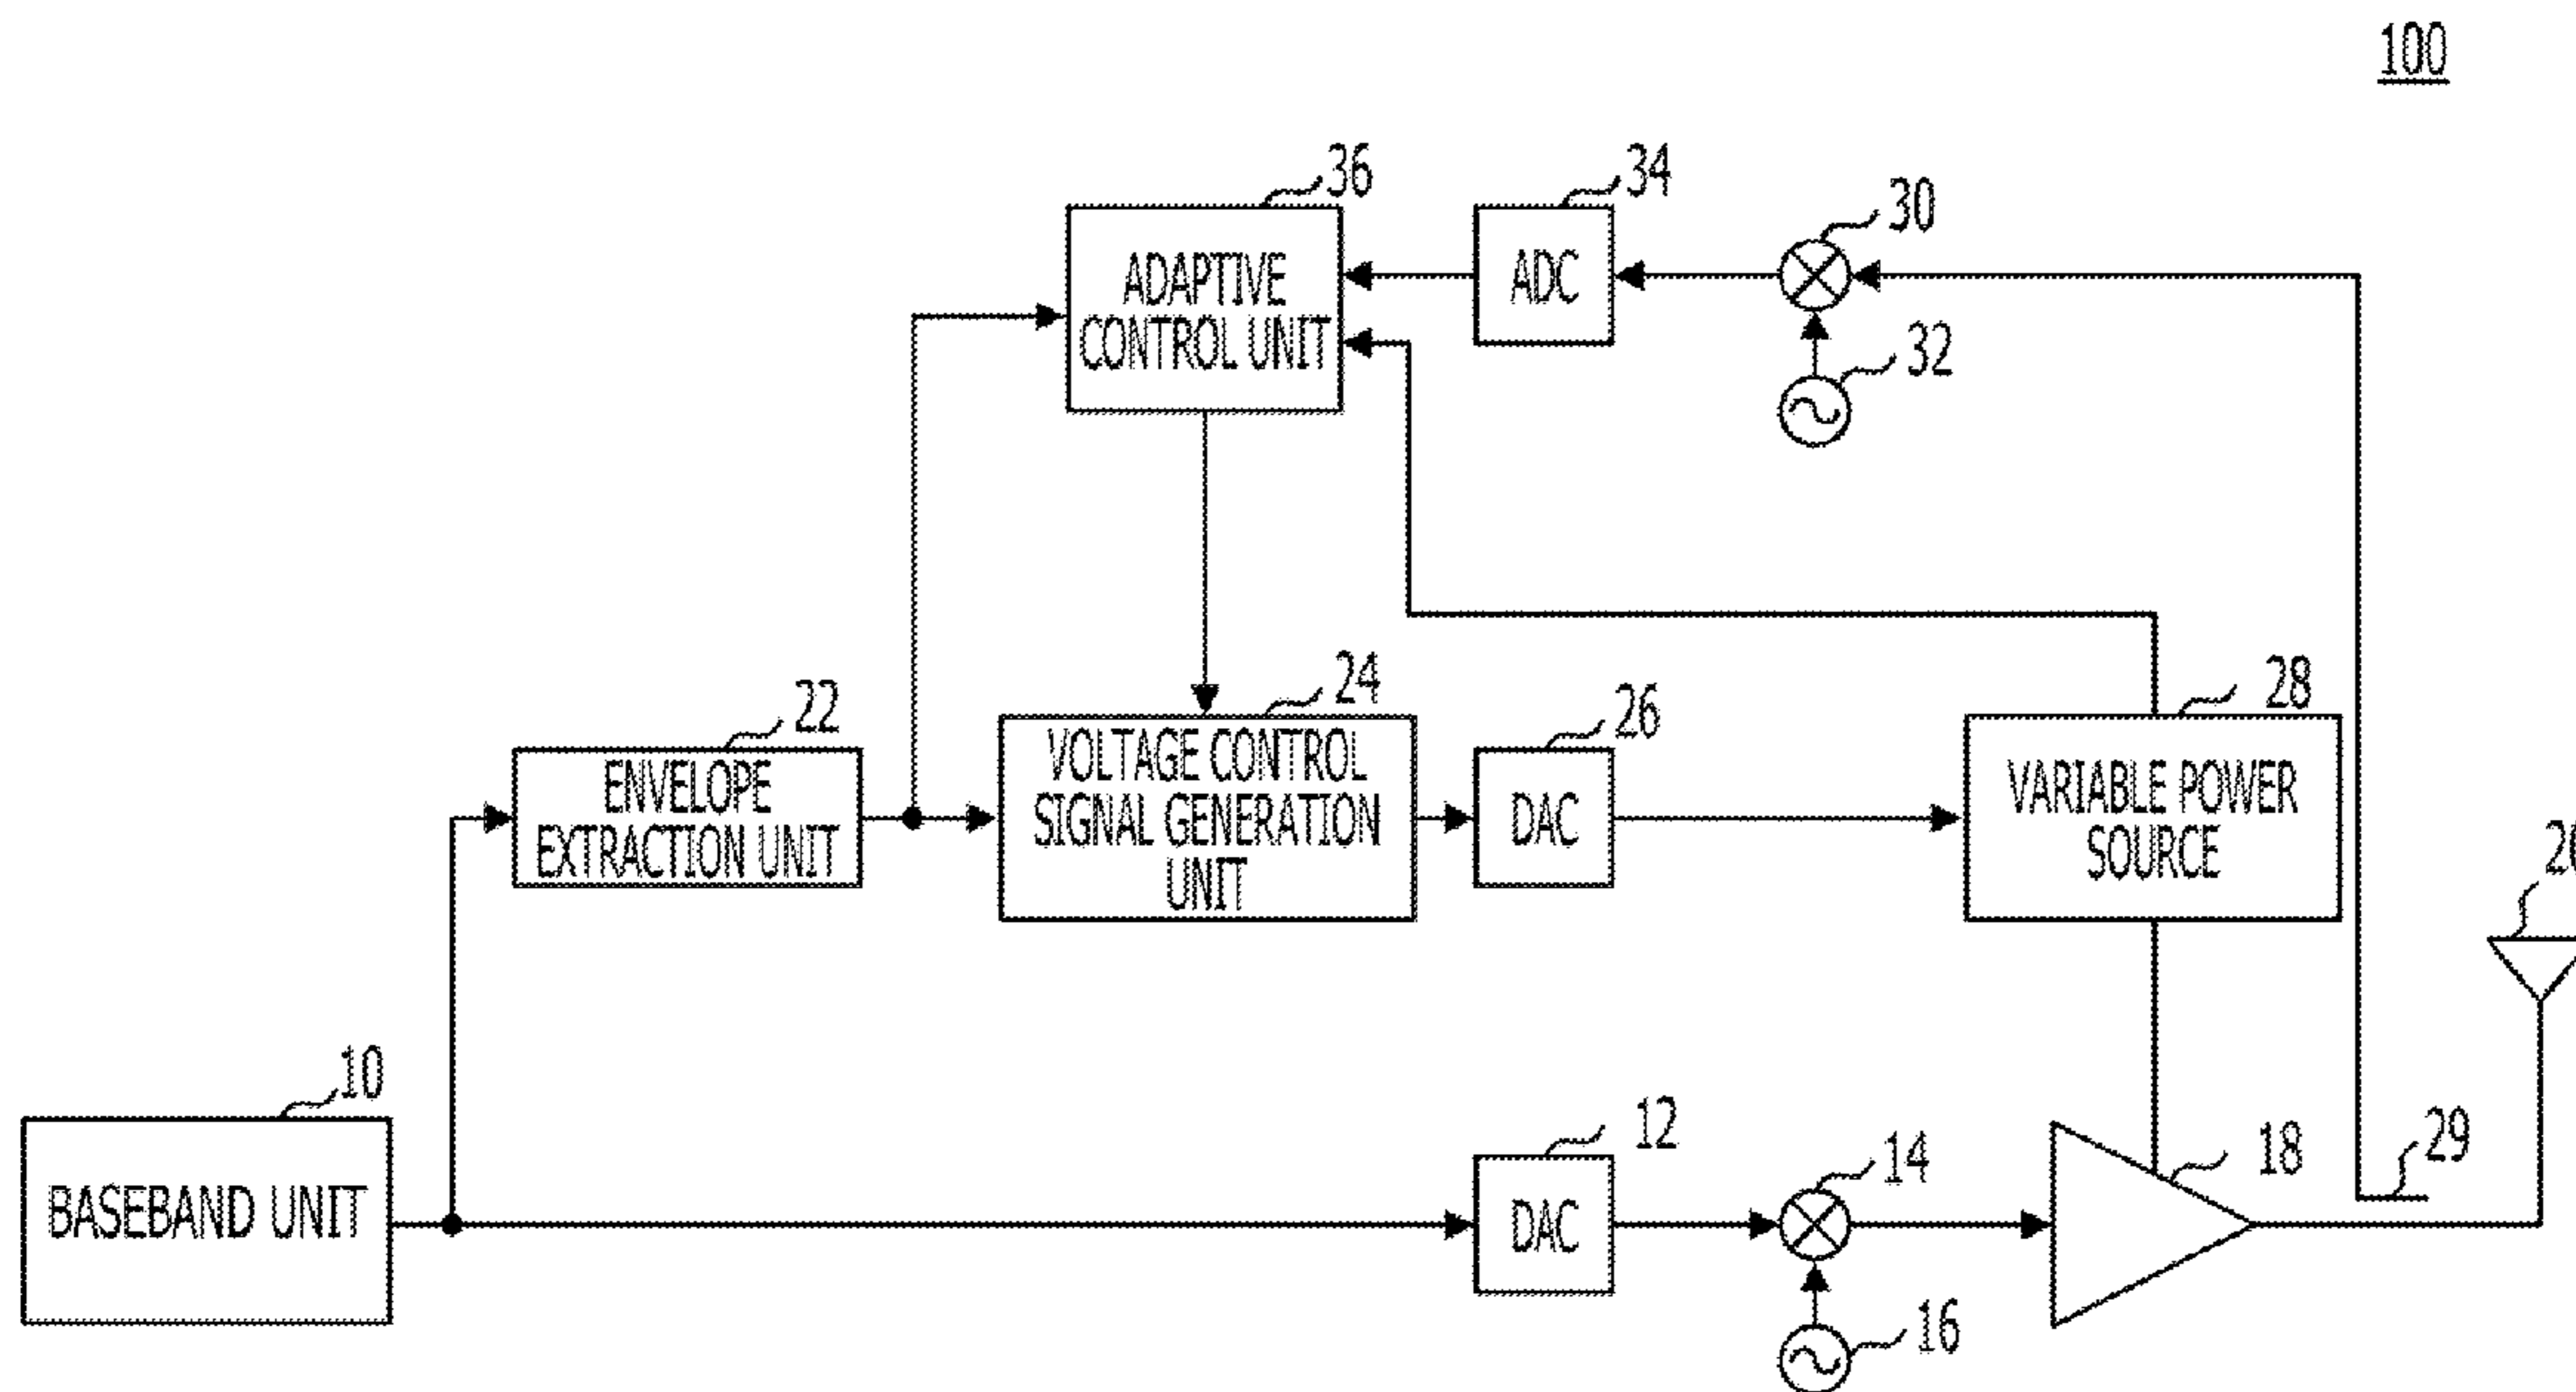 100
36
34
30
ADAPTIVE
CONTROL UNIT
ADC
32
22
24
26
28
ENVELOPE
EXTRACTION UNIT
VOLTAGE CONTROL
SIGNAL GENERATION
UNIT
DAC
VARIABLE POWER
SOURCE
20
10
12
14
18
29
BASEBAND UNIT
DAC
16